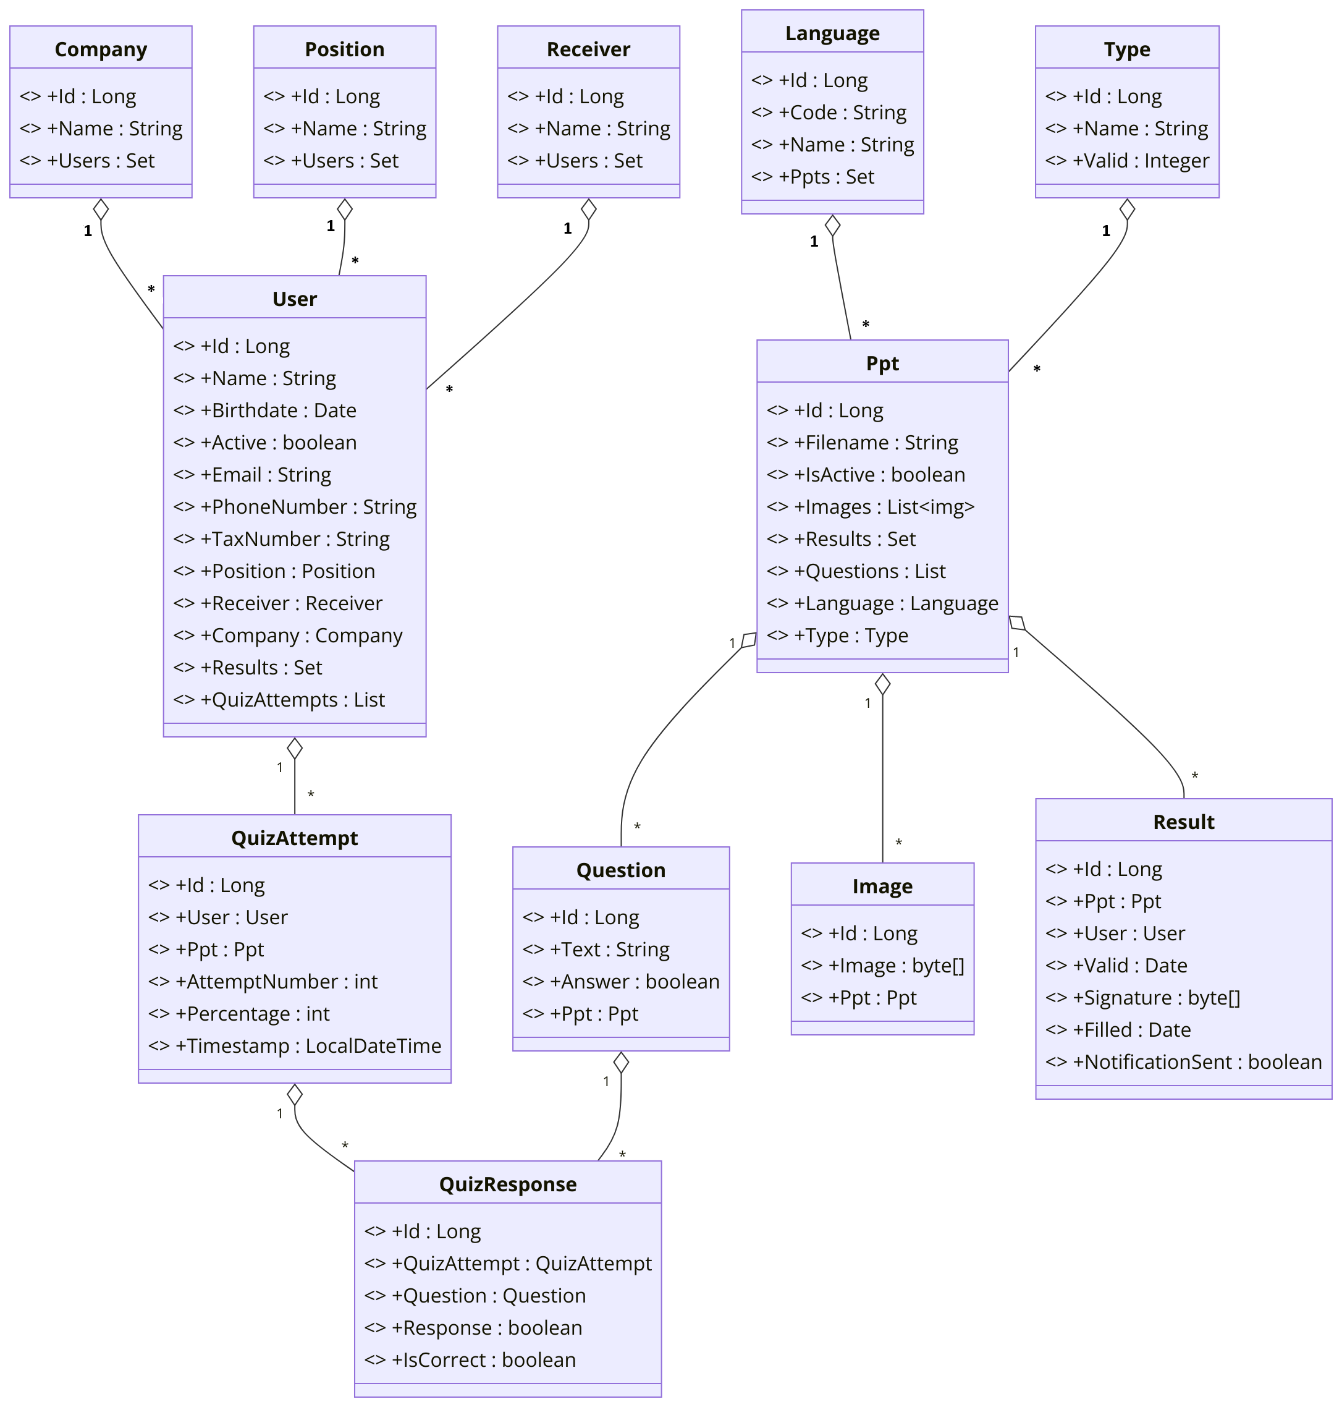 Company
<> +Id : Long
<> +Name : String
<> +Users : Set
Position
<> +Id : Long
<> +Name : String
<> +Users : Set
Receiver
<> +Id : Long
<> +Name : String
<> +Users : Set
Language
<> +Id : Long
<> +Code : String
<> +Name : String
<> +Ppts : Set
Type
<> +Id : Long
<> +Name : String
<> +Valid : Integer
1
*
1
*
1
*
1
*
1
*
User
<> +Id : Long
<> +Name : String
<> +Birthdate : Date
<> +Active : boolean
<> +Email : String
<> +PhoneNumber : String
<> +TaxNumber : String
<> +Position : Position
<> +Receiver : Receiver
<> +Company : Company
<> +Results : Set
<> +QuizAttempts : List
Ppt
<> +Id : Long
<> +Filename : String
<> +IsActive : boolean
<> +Images : List<img>
<> +Results : Set
<> +Questions : List
<> +Language : Language
<> +Type : Type
1
*
1
*
1
*
1
*
QuizAttempt
<> +Id : Long
<> +User : User
<> +Ppt : Ppt
<> +AttemptNumber : int
<> +Percentage : int
<> +Timestamp : LocalDateTime
Question
<> +Id : Long
<> +Text : String
<> +Answer : boolean
<> +Ppt : Ppt
Image
<> +Id : Long
<> +Image : byte[]
<> +Ppt : Ppt
Result
<> +Id : Long
<> +Ppt : Ppt
<> +User : User
<> +Valid : Date
<> +Signature : byte[]
<> +Filled : Date
<> +NotificationSent : boolean
1
*
1
*
QuizResponse
<> +Id : Long
<> +QuizAttempt : QuizAttempt
<> +Question : Question
<> +Response : boolean
<> +IsCorrect : boolean